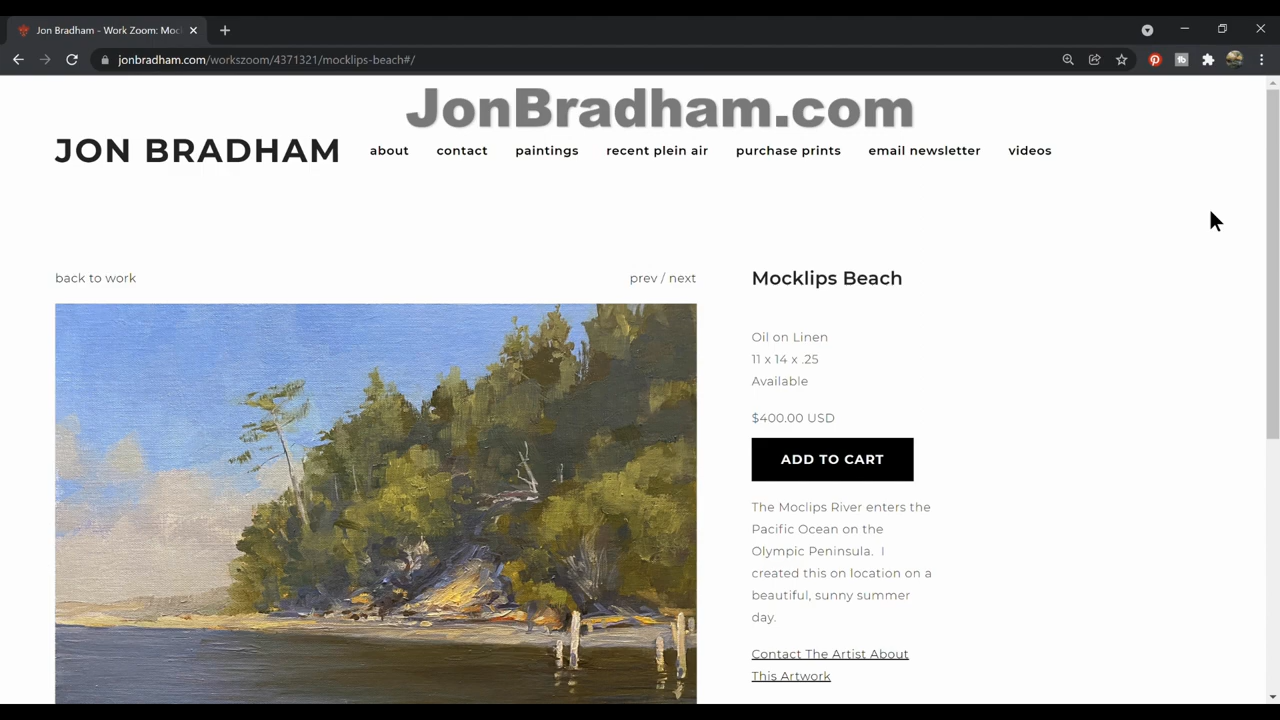 Jon Bradham - Work Zoom: Moc
jonbradham.com/workszoom/4371321/mocklips-beach#/
JonBradham.com
JON BRADHAM
about
contact
paintings
recent plein air
purchase prints
email newsletter
videos
back to work
prev / next
Mocklips Beach
Oil on Linen
11 x 14 x .25
Available
$400.00 USD
ADD TO CART
The Moclips River enters the
Pacific Ocean on the
Olympic Peninsula. I
created this on location on a
beautiful, sunny summer
day.
Contact The Artist About
This Artwork